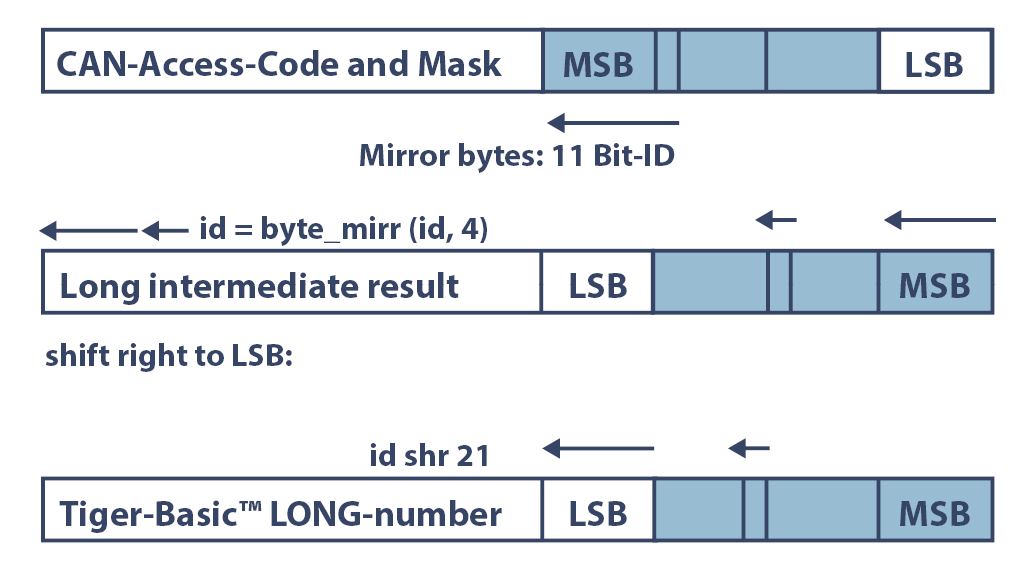 CAN-Access-Code and Mask MSB LSB
Mirror bytes: 11 Bit-ID
id = byte_mirr (id, 4)
Long intermediate result LSB MSB
shift right to LSB:
id shr 21
Tiger-Basic™ LONG-number LSB MSB